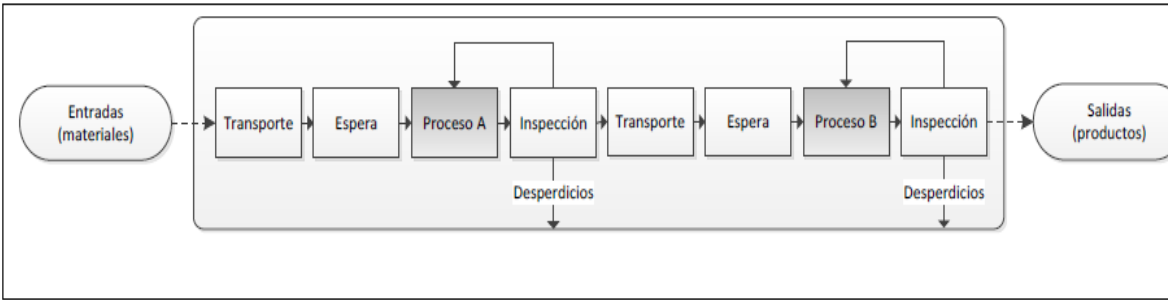 Entradas
(materiales)
Transporte
Espera
Proceso A
Inspección
Transporte
Espera
Proceso B
Inspección
Salidas
(productos)
Desperdicios
Desperdicios